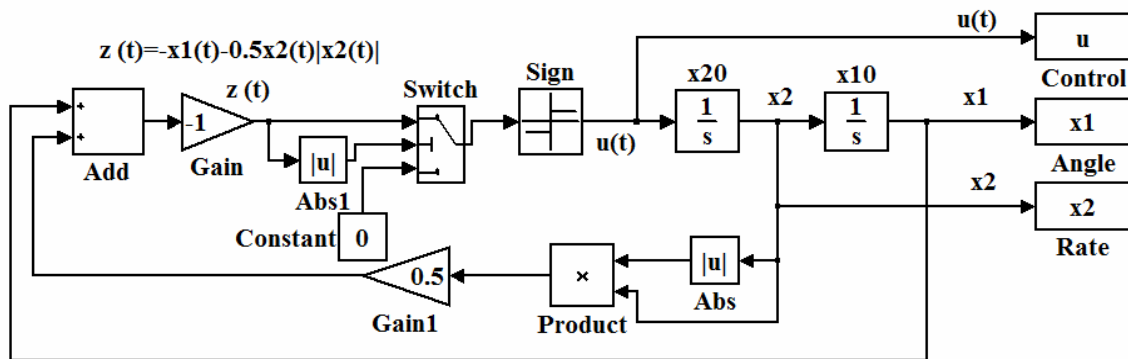 u(t)
u
Control
z (t)=-x1(t)-0.5x2(t)|x2(t)|
Sign
x20
x10
z (t)
Switch
x2
x1
+
+
-1
1
s
1
s
x1
Add
Gain
|u|
u(t)
Angle
Abs1
x2
x2
Constant
0
Rate
0.5
×
|u|
Gain1
Product
Abs